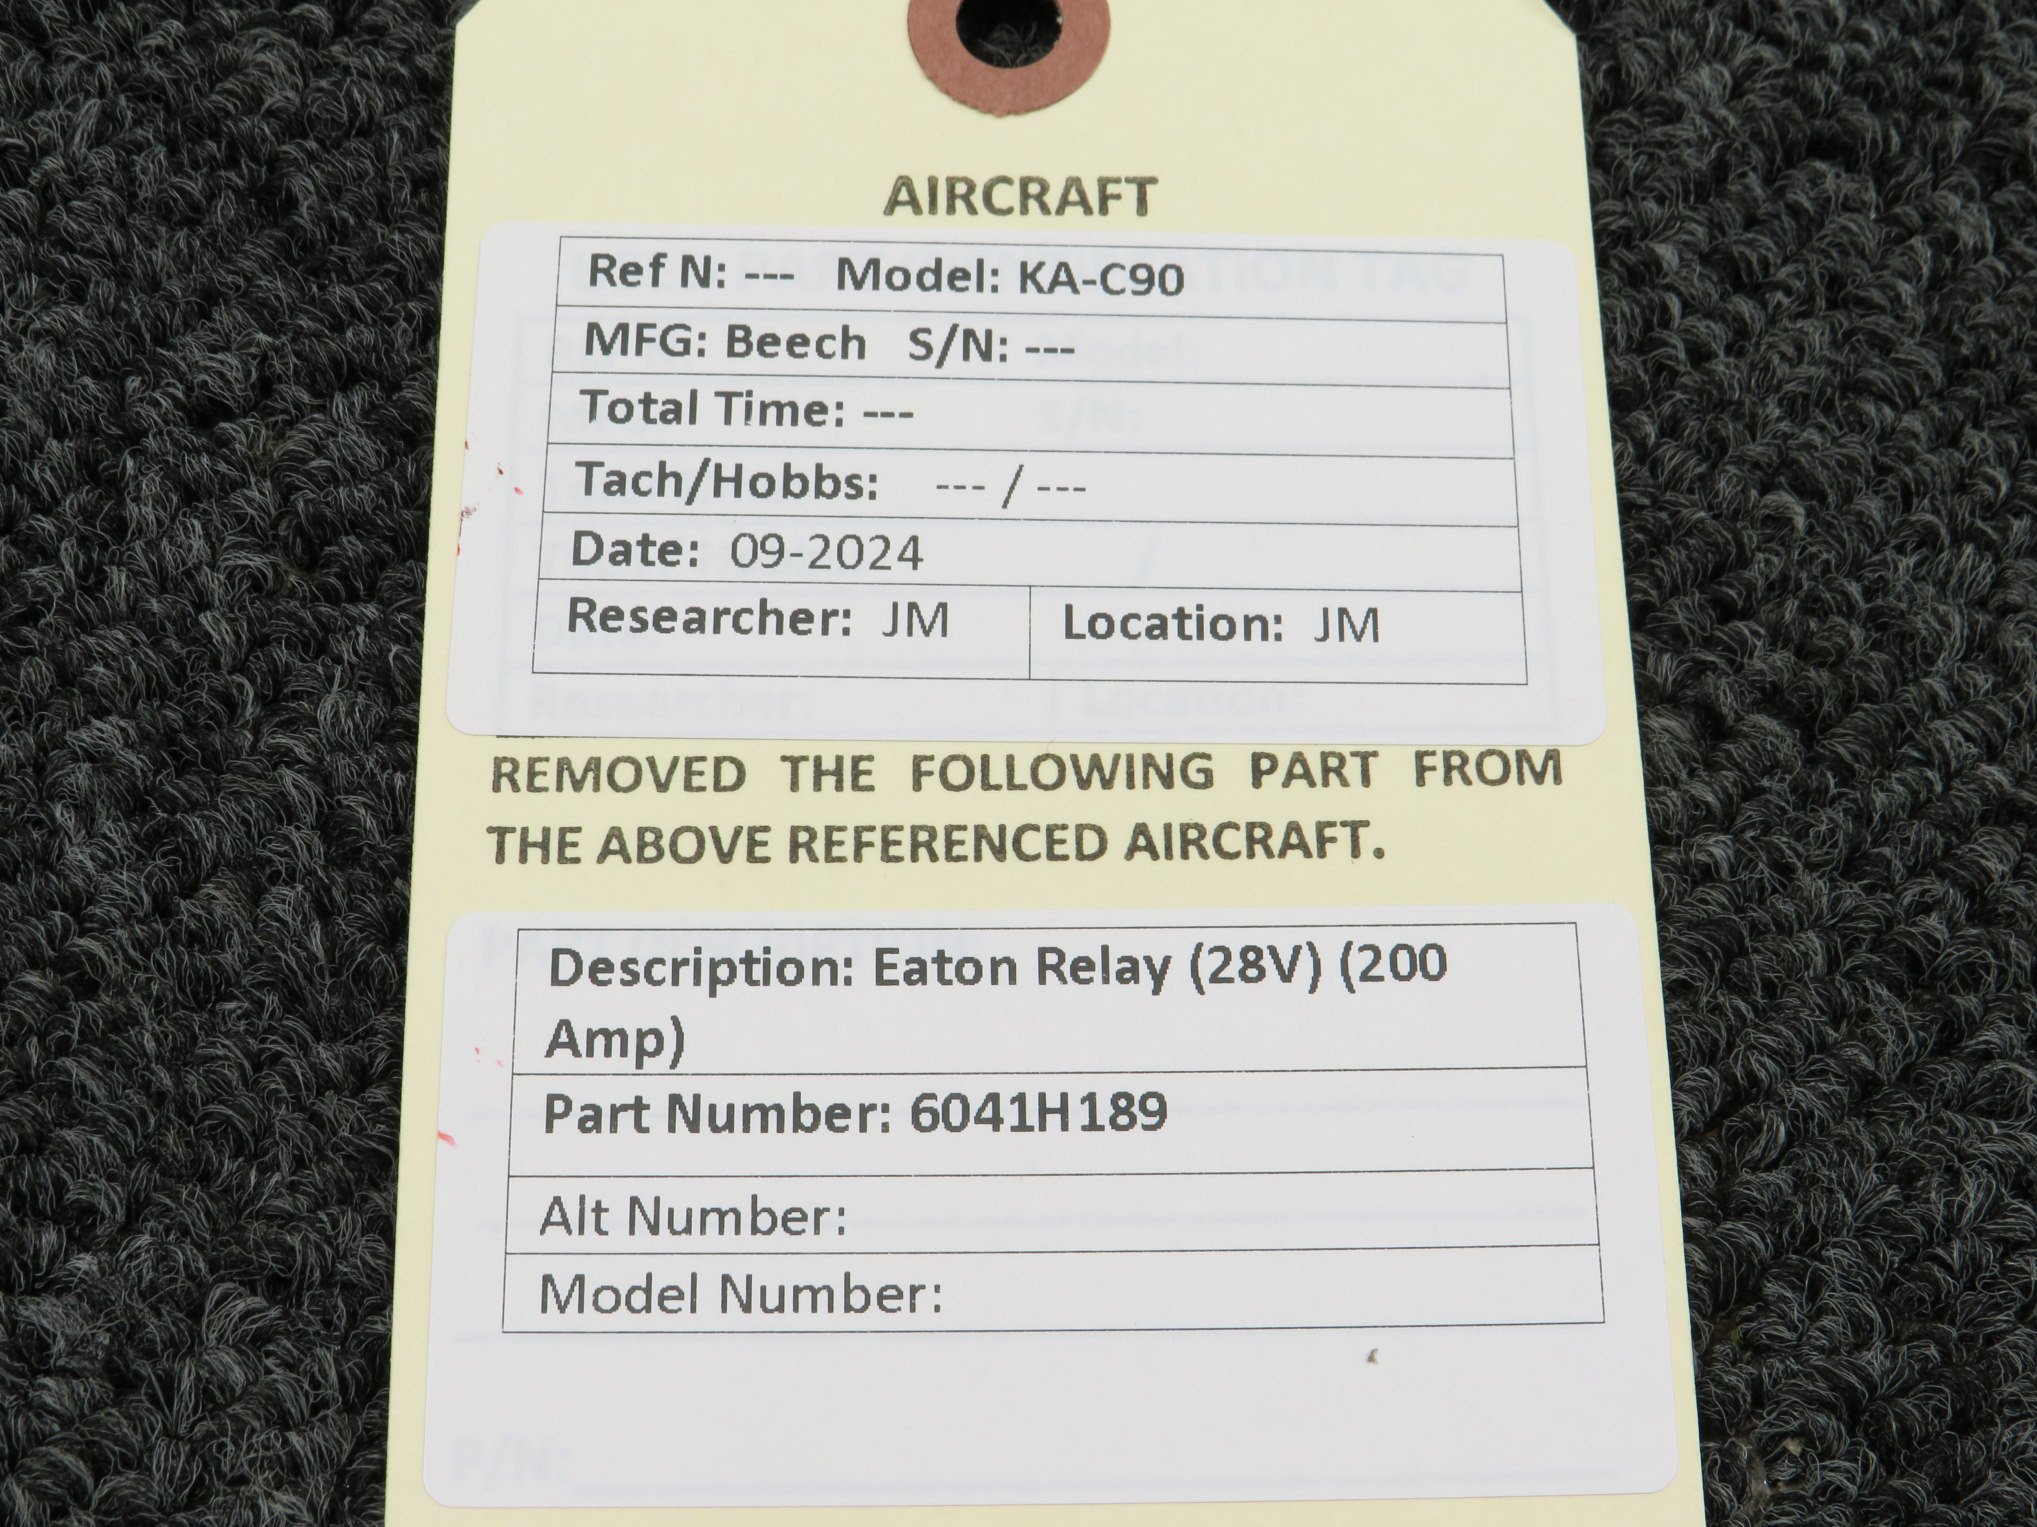 AIRCRAFT
Ref N: --- Model: KA-C90
MFG: Beech S/N: ---
Total Time: ---
Tach/Hobbs: --- / ---
Date: 09-2024
Researcher: JM Location: JM
REMOVED THE FOLLOWING PART FROM
THE ABOVE REFERENCED AIRCRAFT.
Description: Eaton Relay (28V) (200
Amp)
Part Number: 6041H189
Alt Number:
Model Number:
P/N: